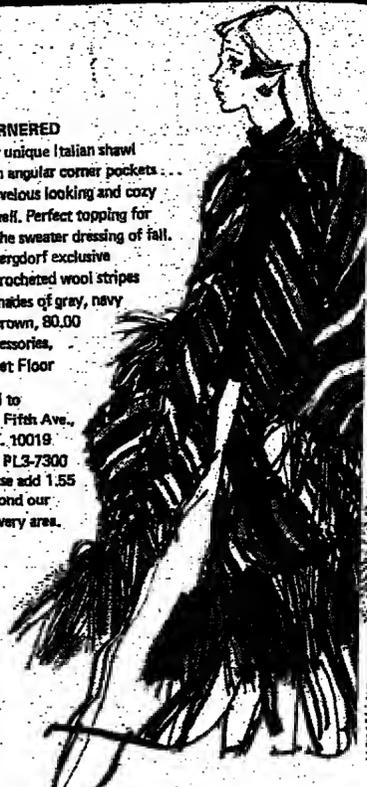 RNERED
unique Italian shawl
angular corner pockets...
velous looking and cozy
well. Perfect topping for
he sweater dressing of fall.
ergdorf exclusive
rocheted wool stripes
hades of gray, navy
rown, 80.00
essories,
et Floor
l to
Fifth Ave.,
. 10019
PL3-7300
se add 1.55
ond our
very area.